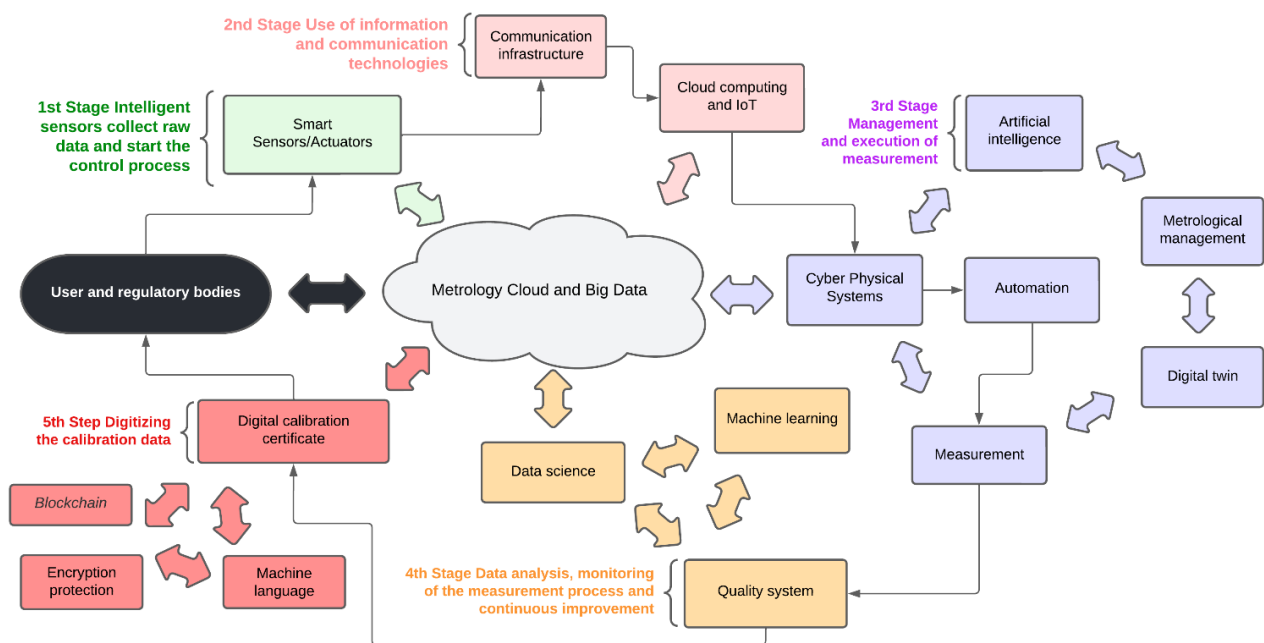 2nd Stage Use of information
and communication
technologies
Communication
infrastructure
Cloud computing
and IoT
1st Stage Intelligent
sensors collect raw
data and start the
control process
Smart
Sensors/Actuators
3rd Stage
Management
and execution of
measurement
Artificial
intelligence
Metrological
management
User and regulatory bodies
Metrology Cloud and Big Data
Cyber Physical
Systems
Automation
Digital twin
5th Step Digitizing
the calibration data
Digital calibration
certificate
Machine learning
Data science
Measurement
Blockchain
Encryption
protection
Machine
language
4th Stage Data analysis, monitoring
of the measurement process and
continuous improvement
Quality system